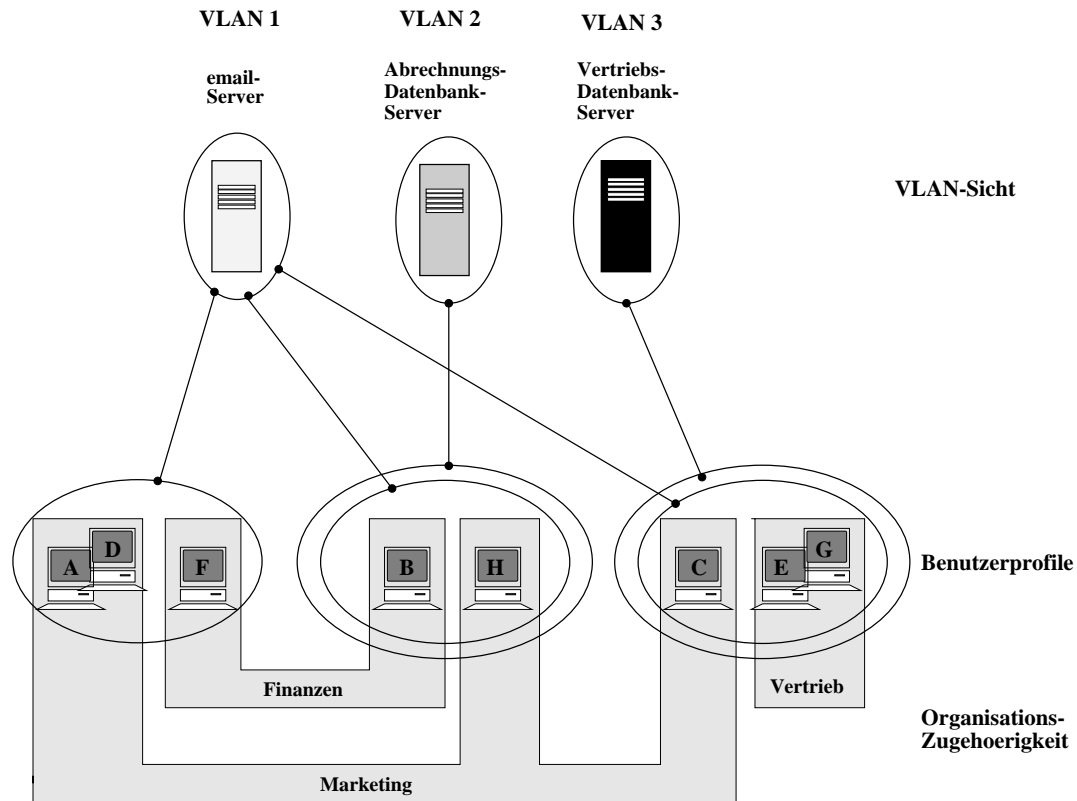 VLAN 1
VLAN 2
VLAN 3
email-
Server
Abrechnungs-
Datenbank-
Server
Vertriebs-
Datenbank-
Server
VLAN-Sicht
A
D
F
B
H
C
E
G
Benutzerprofile
Finanzen
Vertrieb
Organisations-
Zugehoerigkeit
Marketing